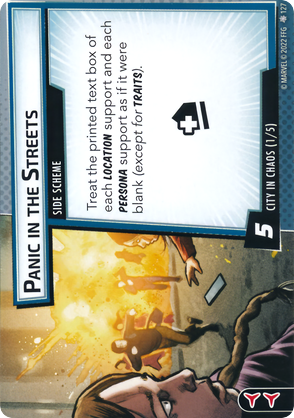 PANIC IN THE STREETS
SIDE SCHEME
Treat the printed text box of
each LOCATION support and each
PERSONA support as if it were
blank (except for TRAITS).
5
CITY IN CHAOS (1/5)
© MARVEL © 2022 FFG 127